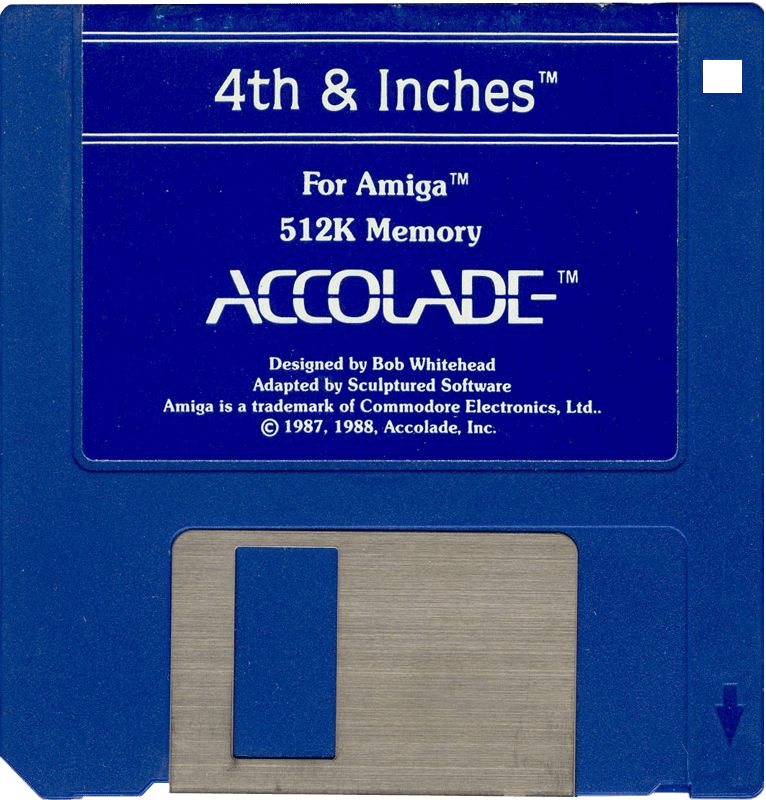 4th & Inches™
For Amiga™
512K Memory
ACCOLADE™
Designed by Bob Whitehead
Adapted by Sculptured Software
Amiga is a trademark of Commodore Electronics, Ltd..
© 1987, 1988, Accolade, Inc.